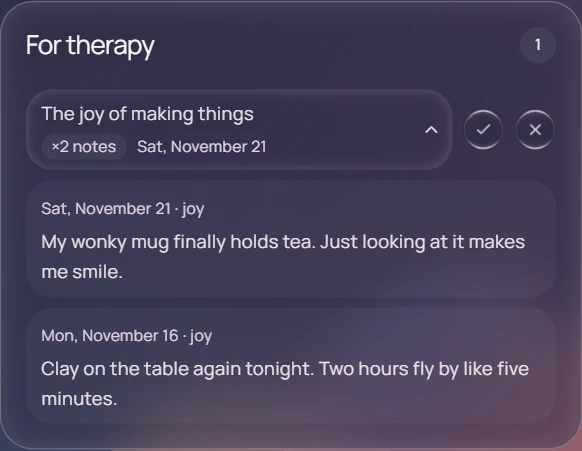 For therapy
1
The joy of making things
×2 notes Sat, November 21
Sat, November 21 · joy
My wonky mug finally holds tea. Just looking at it makes
me smile.
Mon, November 16 · joy
Clay on the table again tonight. Two hours fly by like five
minutes.